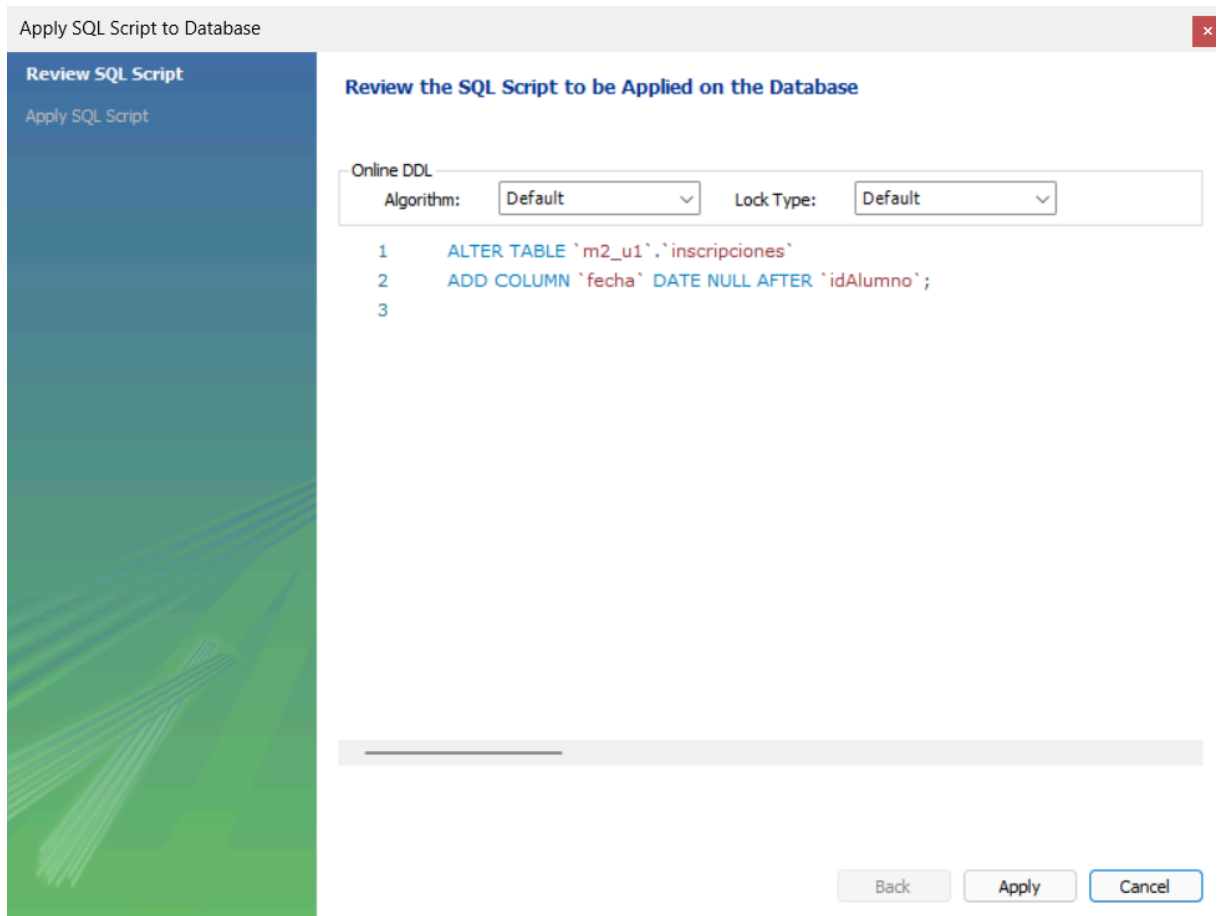 Apply SQL Script to Database
Review SQL Script
Apply SQL Script
Review the SQL Script to be Applied on the Database
Online DDL
Algorithm: Default Lock Type: Default
1 ALTER TABLE `m2_u1`.`inscripciones`
2 ADD COLUMN `fecha` DATE NULL AFTER `idAlumno`;
3
Back Apply Cancel